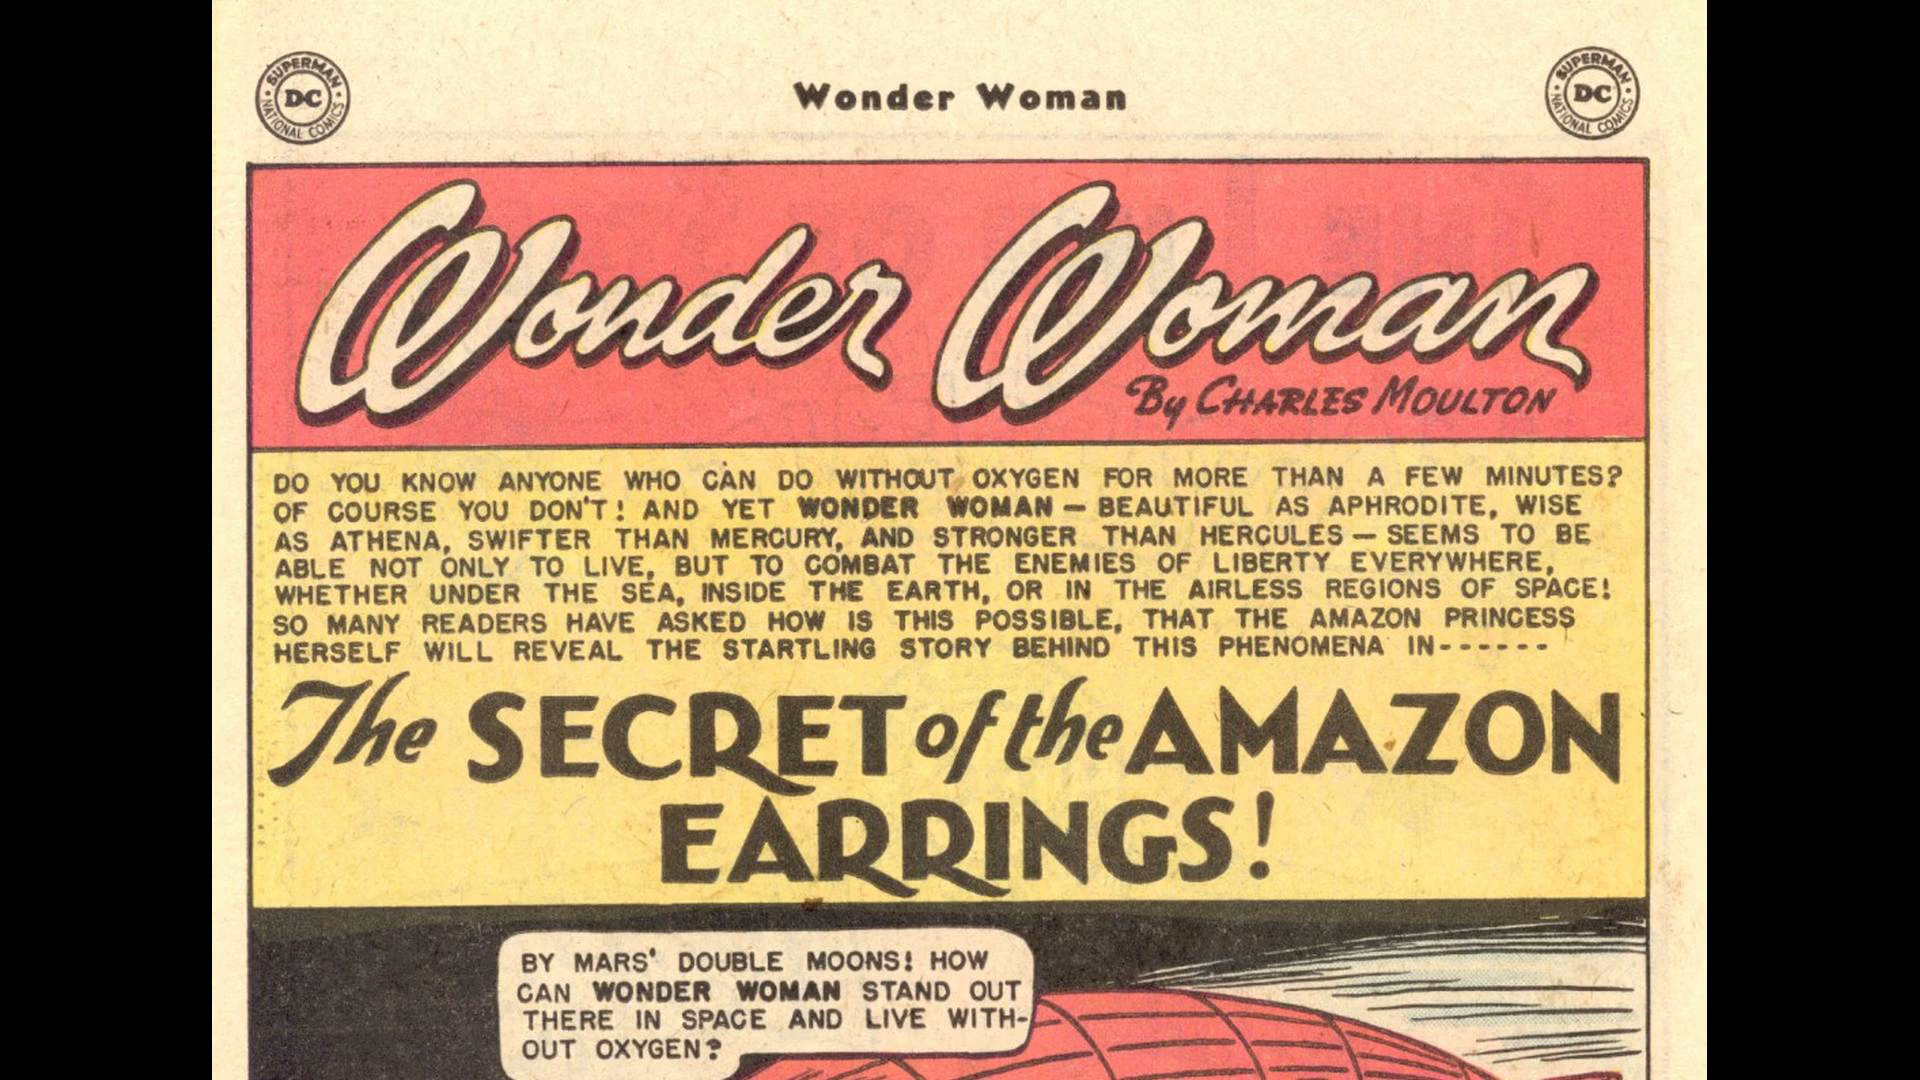 SUPERMAN
DC
NATIONAL COMICS
Wonder Woman
SUPERMAN
DC
NATIONAL COMICS
Wonder Woman
By CHARLES MOULTON
DO YOU KNOW ANYONE WHO CAN DO WITHOUT OXYGEN FOR MORE THAN A FEW MINUTES?
OF COURSE YOU DON'T! AND YET WONDER WOMAN — BEAUTIFUL AS APHRODITE, WISE
AS ATHENA, SWIFTER THAN MERCURY, AND STRONGER THAN HERCULES — SEEMS TO BE
ABLE NOT ONLY TO LIVE, BUT TO COMBAT THE ENEMIES OF LIBERTY EVERYWHERE,
WHETHER UNDER THE SEA, INSIDE THE EARTH, OR IN THE AIRLESS REGIONS OF SPACE!
SO MANY READERS HAVE ASKED HOW IS THIS POSSIBLE, THAT THE AMAZON PRINCESS
HERSELF WILL REVEAL THE STARTLING STORY BEHIND THIS PHENOMENA IN------
The SECRET of the AMAZON
EARRINGS!
BY MARS' DOUBLE MOONS! HOW
CAN WONDER WOMAN STAND OUT
THERE IN SPACE AND LIVE WITH-
OUT OXYGEN?